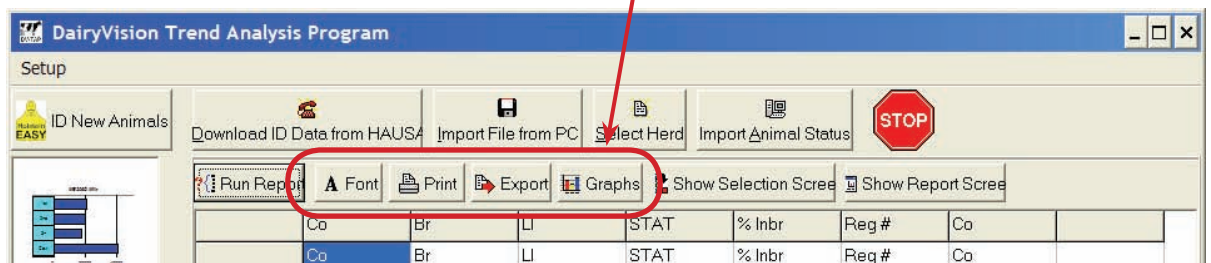 DairyVision Trend Analysis Program
Setup
EASY ID New Animals
Download ID Data from HAUSA Import File from PC Select Herd Import Animal Status STOP
Run Repor A Font Print Export Graphs Show Selection Scree Show Report Scree
Co Br LI STAT % Inbr Reg # Co
Co Br LI STAT % Inbr Reg # Co